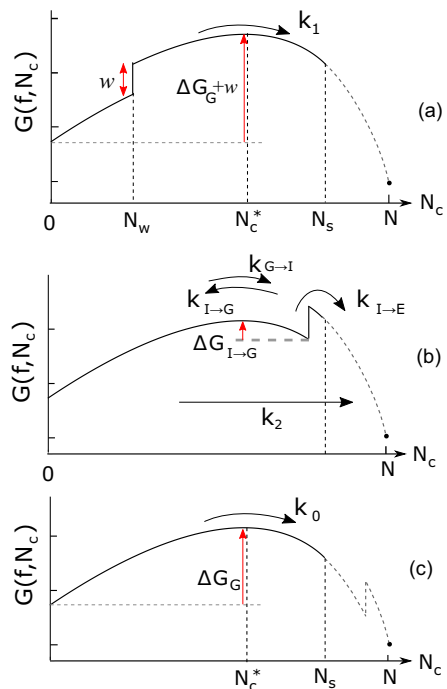 G(f,N_c)
k_1
w
ΔG_G+w
(a)
0
N_w
N_c^*
N_s
N
N_c
G(f,N_c)
k_G→I
k_I→G
k_I→E
ΔG_I→G
(b)
k_2
0
N
N_c
G(f,N_c)
k_0
ΔG_G
(c)
0
N_c^*
N_s
N
N_c